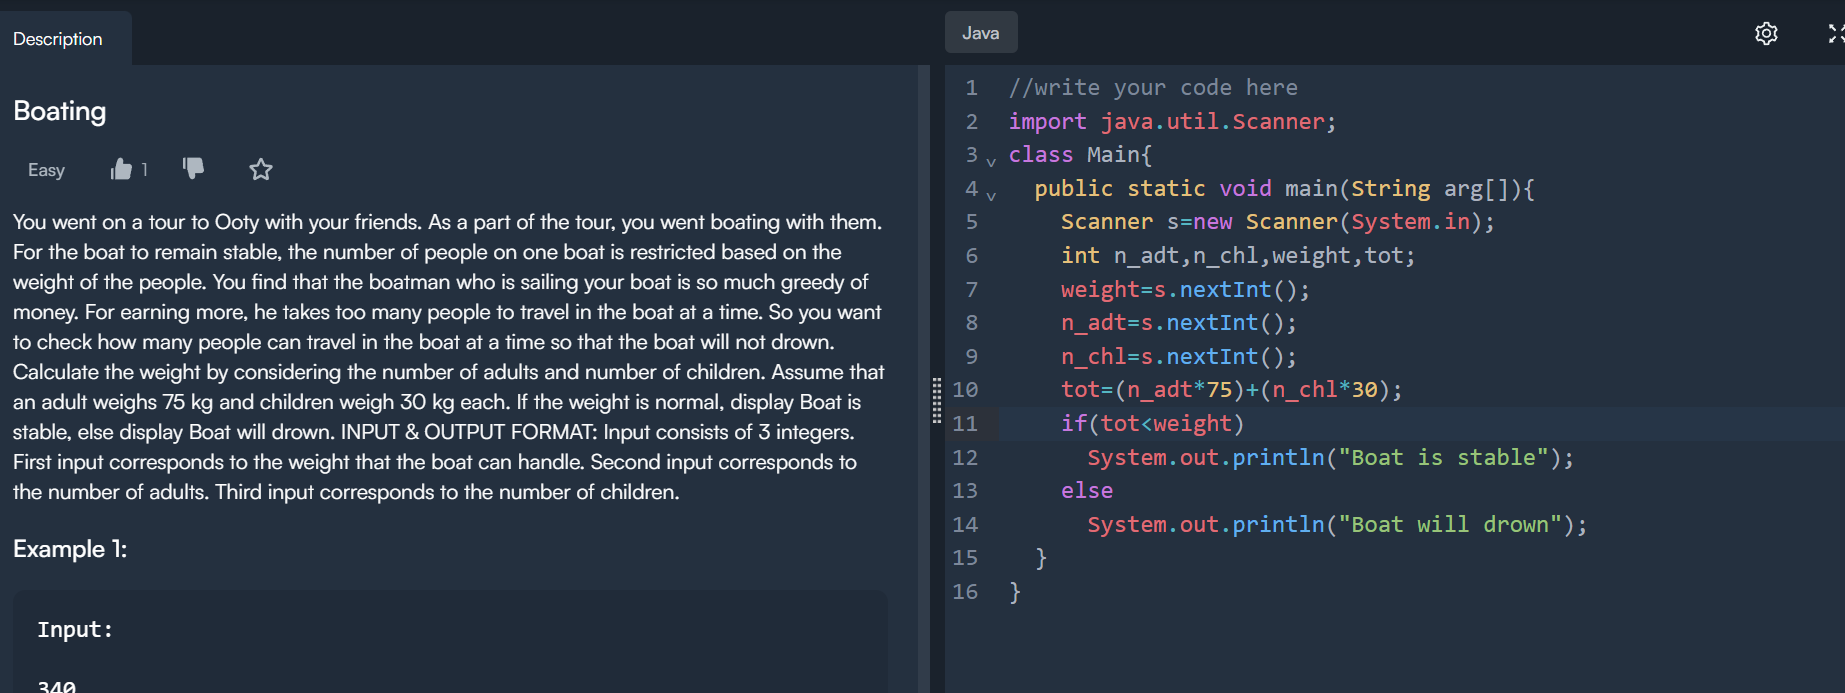 Description
Boating
Easy 1
You went on a tour to Ooty with your friends. As a part of the tour, you went boating with them.
For the boat to remain stable, the number of people on one boat is restricted based on the
weight of the people. You find that the boatman who is sailing your boat is so much greedy of
money. For earning more, he takes too many people to travel in the boat at a time. So you want
to check how many people can travel in the boat at a time so that the boat will not drown.
Calculate the weight by considering the number of adults and number of children. Assume that
an adult weighs 75 kg and children weigh 30 kg each. If the weight is normal, display Boat is
stable, else display Boat will drown. INPUT & OUTPUT FORMAT: Input consists of 3 integers.
First input corresponds to the weight that the boat can handle. Second input corresponds to
the number of adults. Third input corresponds to the number of children.
Example 1:
Input:
340
Java
1 //write your code here
2 import java.util.Scanner;
3 class Main{
4 public static void main(String arg[]){
5 Scanner s=new Scanner(System.in);
6 int n_adt,n_chl,weight,tot;
7 weight=s.nextInt();
8 n_adt=s.nextInt();
9 n_chl=s.nextInt();
10 tot=(n_adt*75)+(n_chl*30);
11 if(tot<weight)
12 System.out.println("Boat is stable");
13 else
14 System.out.println("Boat will drown");
15 }
16 }